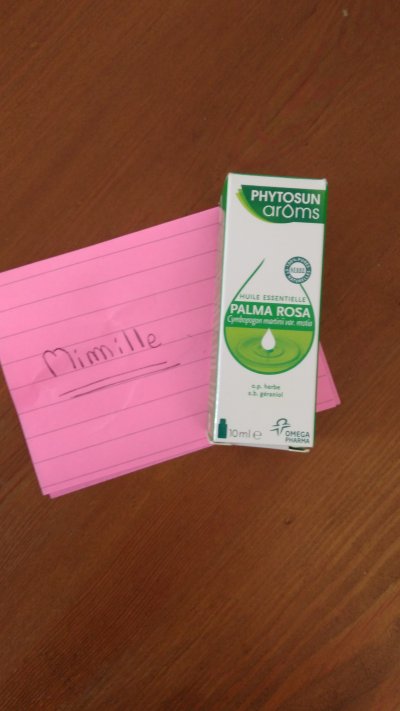 PHYTOSUN
arôms
HUILE ESSENTIELLE
PALMA ROSA
Cymbopogon martinii var. motia
o.p. herbe
s.b. géraniol
10ml e
OMEGA
PHARMA
Mimille